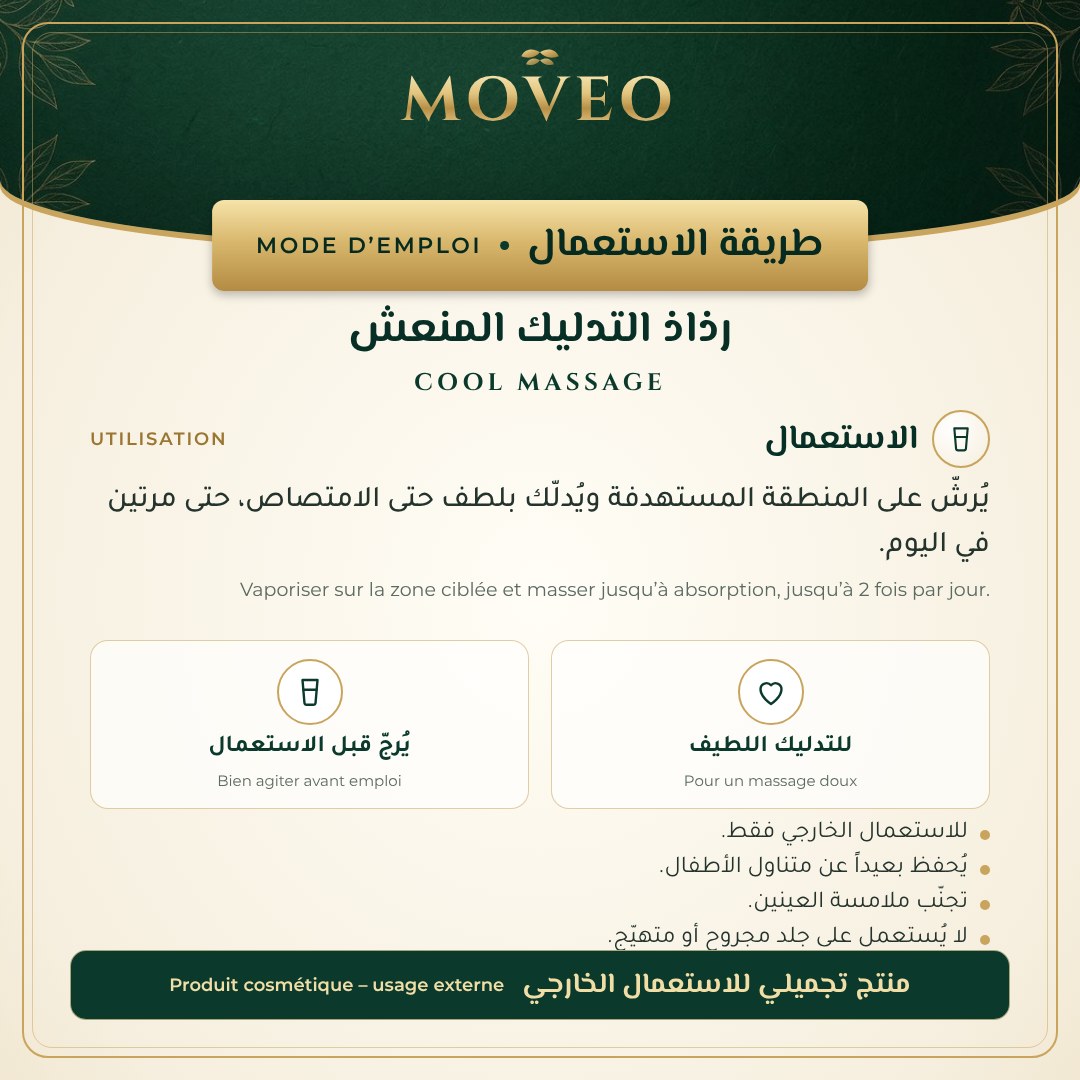 MOVEO
طريقة الاستعمال • MODE D’EMPLOI
رذاذ التدليك المنعش
COOL MASSAGE
الاستعمال
UTILISATION
يُرشّ على المنطقة المستهدفة ويُدلّك بلطف حتى الامتصاص، حتى مرتين
في اليوم.
Vaporiser sur la zone ciblée et masser jusqu’à absorption, jusqu’à 2 fois par jour.
للتدليك اللطيف
Pour un massage doux
يُرجّ قبل الاستعمال
Bien agiter avant emploi
للاستعمال الخارجي فقط.
يُحفظ بعيداً عن متناول الأطفال.
تجنّب ملامسة العينين.
لا يُستعمل على جلد مجروح أو متهيّج.
منتج تجميلي للاستعمال الخارجي Produit cosmétique – usage externe